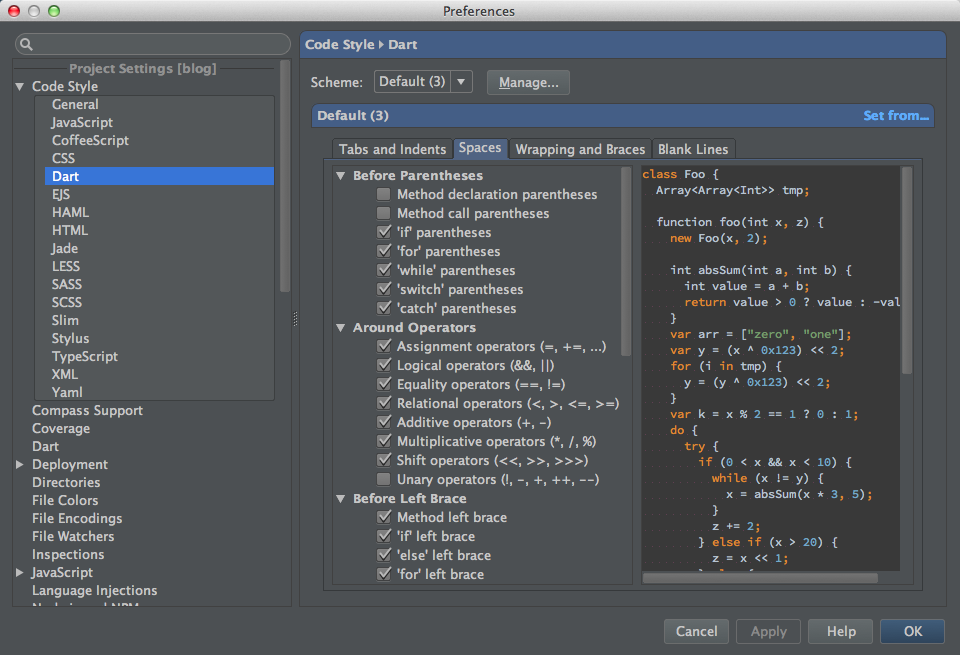 Preferences
Project Settings [blog]
Code Style
General
JavaScript
CoffeeScript
CSS
Dart
EJS
HAML
HTML
Jade
LESS
SASS
SCSS
Slim
Stylus
TypeScript
XML
Yaml
Compass Support
Coverage
Dart
Deployment
Directories
File Colors
File Encodings
File Watchers
Inspections
JavaScript
Language Injections
Code Style ▸ Dart
Scheme: Default (3) Manage...
Default (3) Set from...
Tabs and Indents Spaces Wrapping and Braces Blank Lines
Before Parentheses
Method declaration parentheses
Method call parentheses
'if' parentheses
'for' parentheses
'while' parentheses
'switch' parentheses
'catch' parentheses
Around Operators
Assignment operators (=, +=, ...)
Logical operators (&&, ||)
Equality operators (==, !=)
Relational operators (<, >, <=, >=)
Additive operators (+, -)
Multiplicative operators (*, /, %)
Shift operators (<<, >>, >>>)
Unary operators (!, -, +, ++, --)
Before Left Brace
Method left brace
'if' left brace
'else' left brace
'for' left brace
class Foo {
Array<Array<Int>> tmp;
function foo(int x, z) {
new Foo(x, 2);
int absSum(int a, int b) {
int value = a + b;
return value > 0 ? value : -val
}
var arr = ["zero", "one"];
var y = (x ^ 0x123) << 2;
for (i in tmp) {
y = (y ^ 0x123) << 2;
}
var k = x % 2 == 1 ? 0 : 1;
do {
try {
if (0 < x && x < 10) {
while (x != y) {
x = absSum(x * 3, 5);
}
z += 2;
} else if (x > 20) {
z = x << 1;
Cancel Apply Help OK